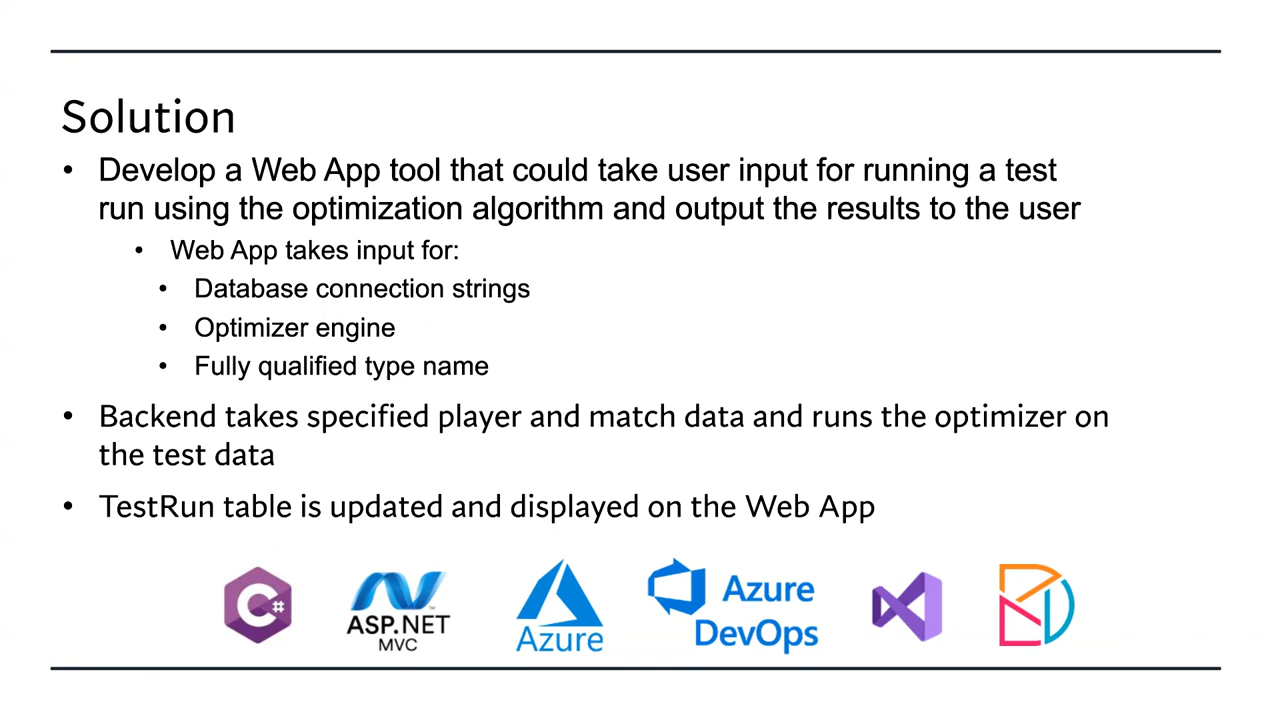 Solution
• Develop a Web App tool that could take user input for running a test
run using the optimization algorithm and output the results to the user
• Web App takes input for:
• Database connection strings
• Optimizer engine
• Fully qualified type name
• Backend takes specified player and match data and runs the optimizer on
the test data
• TestRun table is updated and displayed on the Web App
C#
ASP.NET
MVC
Azure
Azure
DevOps